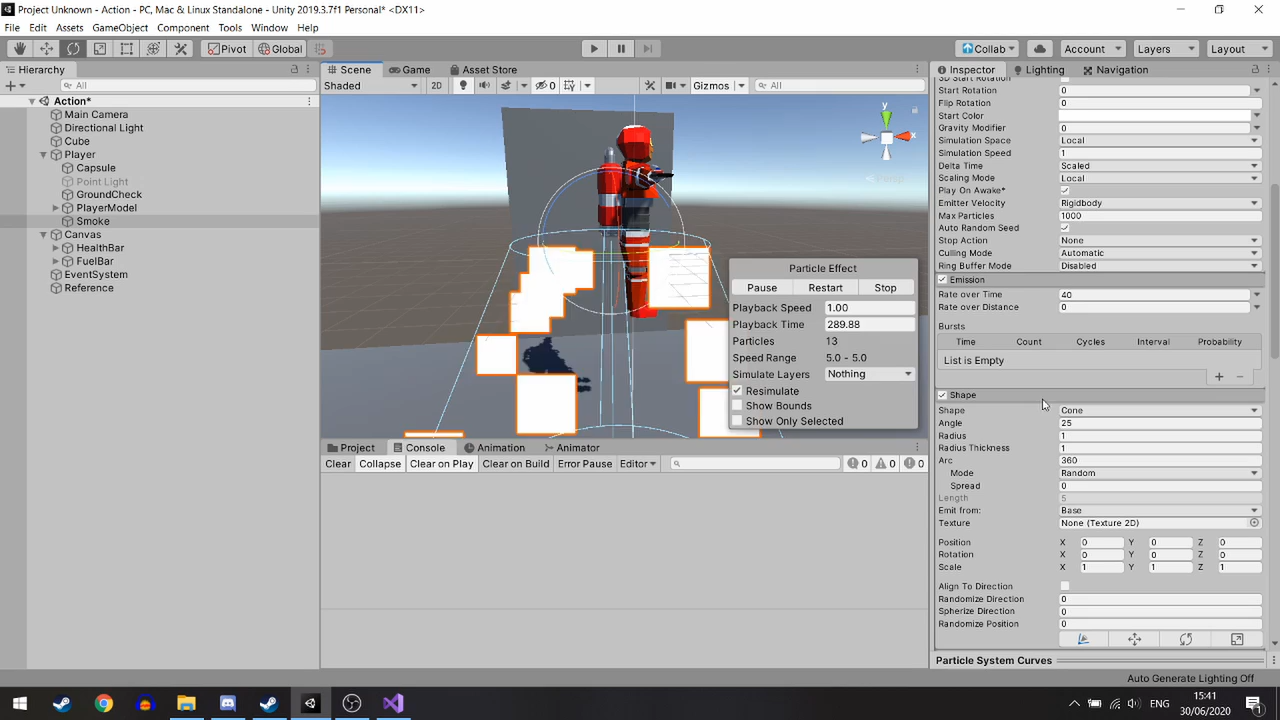 Project Unknown - Action - PC, Mac & Linux Standalone - Unity 2019.3.7f1 Personal* <DX11>
File Edit Assets GameObject Component Tools Window Help
Pivot Global Collab Account Layers Layout
Hierarchy
All
Action*
Main Camera
Directional Light
Cube
Player
Capsule
Point Light
GroundCheck
PlayerModel
Smoke
Canvas
HealthBar
FuelBar
EventSystem
Reference
Scene Game Asset Store
Shaded 2D 0 Gizmos All
y
x
Persp
Particle Effect
Pause Restart Stop
Playback Speed 1.00
Playback Time 289.88
Particles 13
Speed Range 5.0 - 5.0
Simulate Layers Nothing
Resimulate
Show Bounds
Show Only Selected
Project Console Animation Animator
Clear Collapse Clear on Play Clear on Build Error Pause Editor 0 0 0
Inspector Lighting Navigation
3D Start Rotation
Start Rotation 0
Flip Rotation 0
Start Color
Gravity Modifier 0
Simulation Space Local
Simulation Speed 1
Delta Time Scaled
Scaling Mode Local
Play On Awake*
Emitter Velocity Rigidbody
Max Particles 1000
Auto Random Seed
Stop Action None
Culling Mode Automatic
Ring Buffer Mode Disabled
Emission
Rate over Time 40
Rate over Distance 0
Bursts
Time Count Cycles Interval Probability
List is Empty
Shape
Shape Cone
Angle 25
Radius 1
Radius Thickness 1
Arc 360
Mode Random
Spread 0
Length 5
Emit from: Base
Texture None (Texture 2D)
Position X 0 Y 0 Z 0
Rotation X 0 Y 0 Z 0
Scale X 1 Y 1 Z 1
Align To Direction
Randomize Direction 0
Spherize Direction 0
Randomize Position 0
Particle System Curves
Auto Generate Lighting Off
ENG
15:41
30/06/2020
1